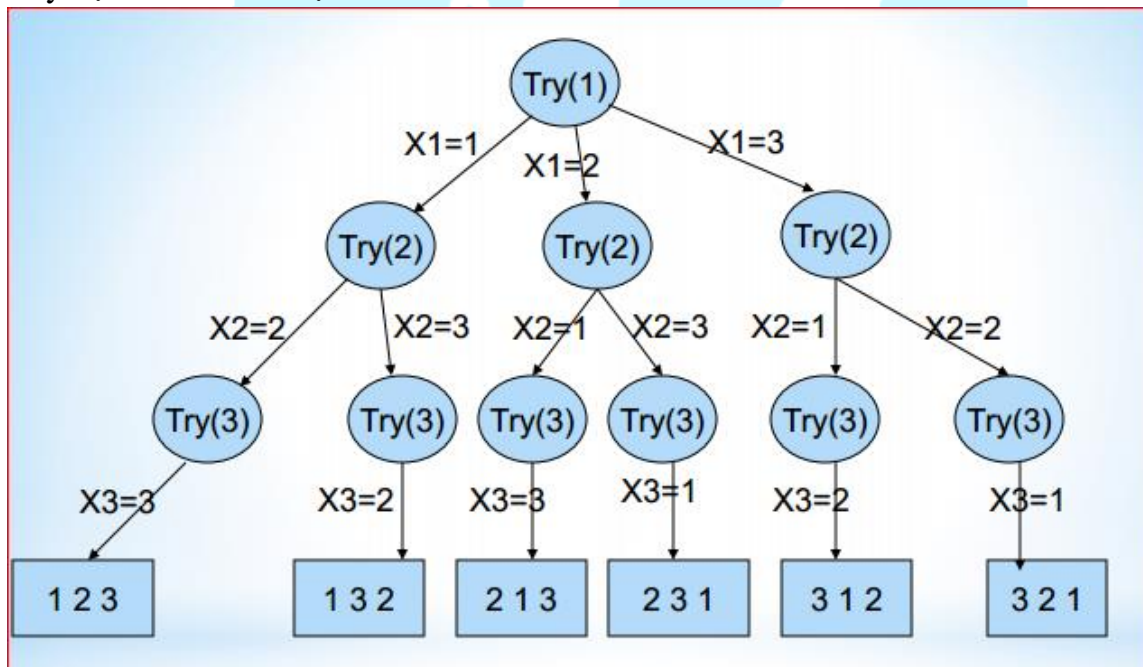 Try(1)
X1=1
X1=2
X1=3
Try(2)
Try(2)
Try(2)
X2=2
X2=3
X2=1
X2=3
X2=1
X2=2
Try(3)
Try(3)
Try(3)
Try(3)
Try(3)
Try(3)
X3=3
X3=2
X3=3
X3=1
X3=2
X3=1
1 2 3
1 3 2
2 1 3
2 3 1
3 1 2
3 2 1